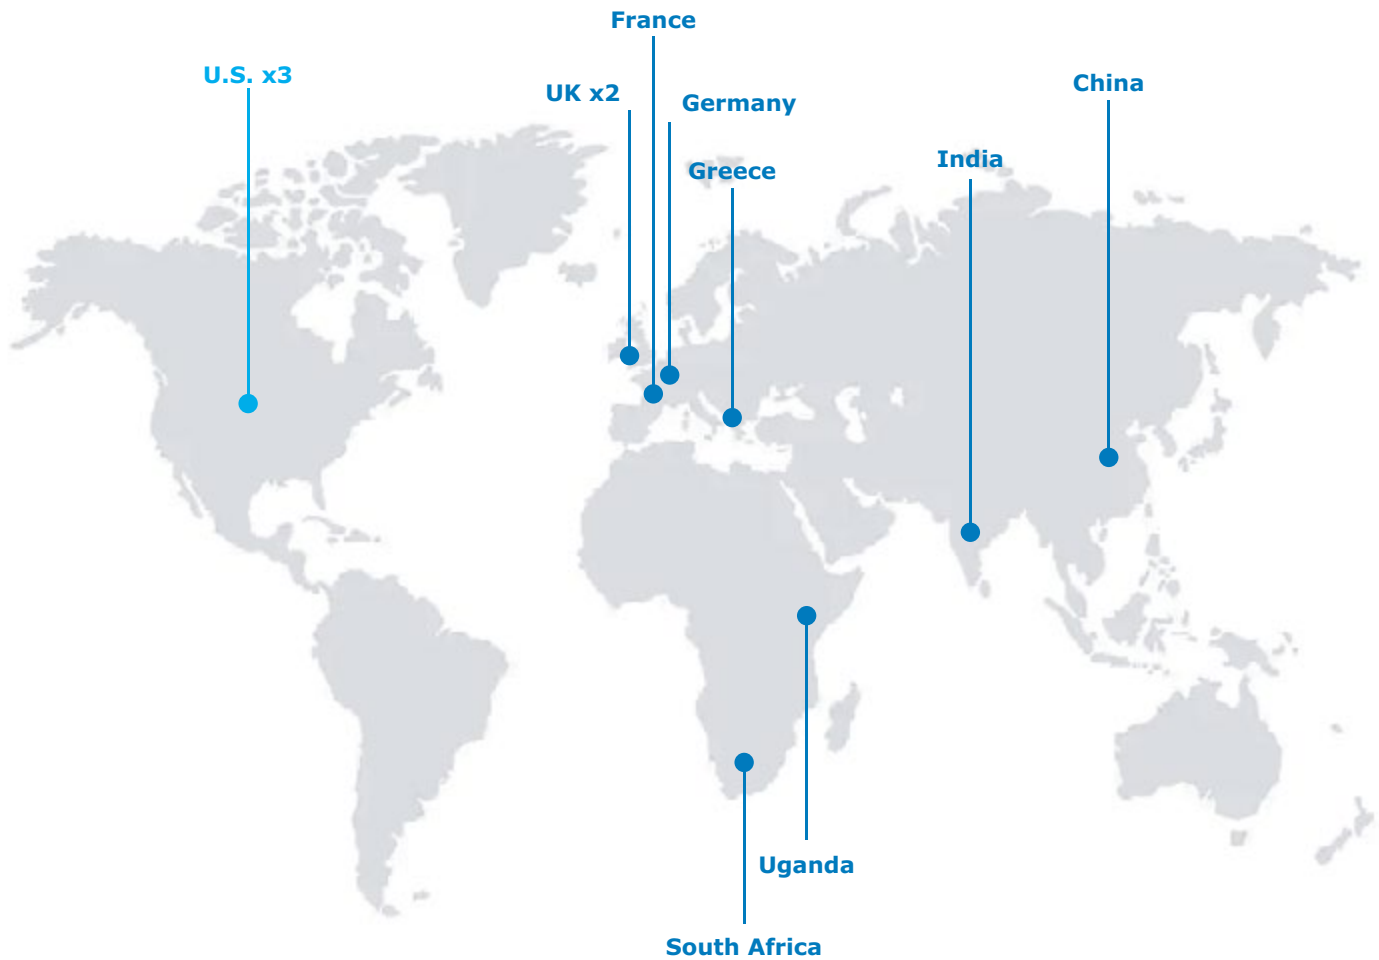 France
U.S. x3
China
UK x2
Germany
India
Greece
Uganda
South Africa